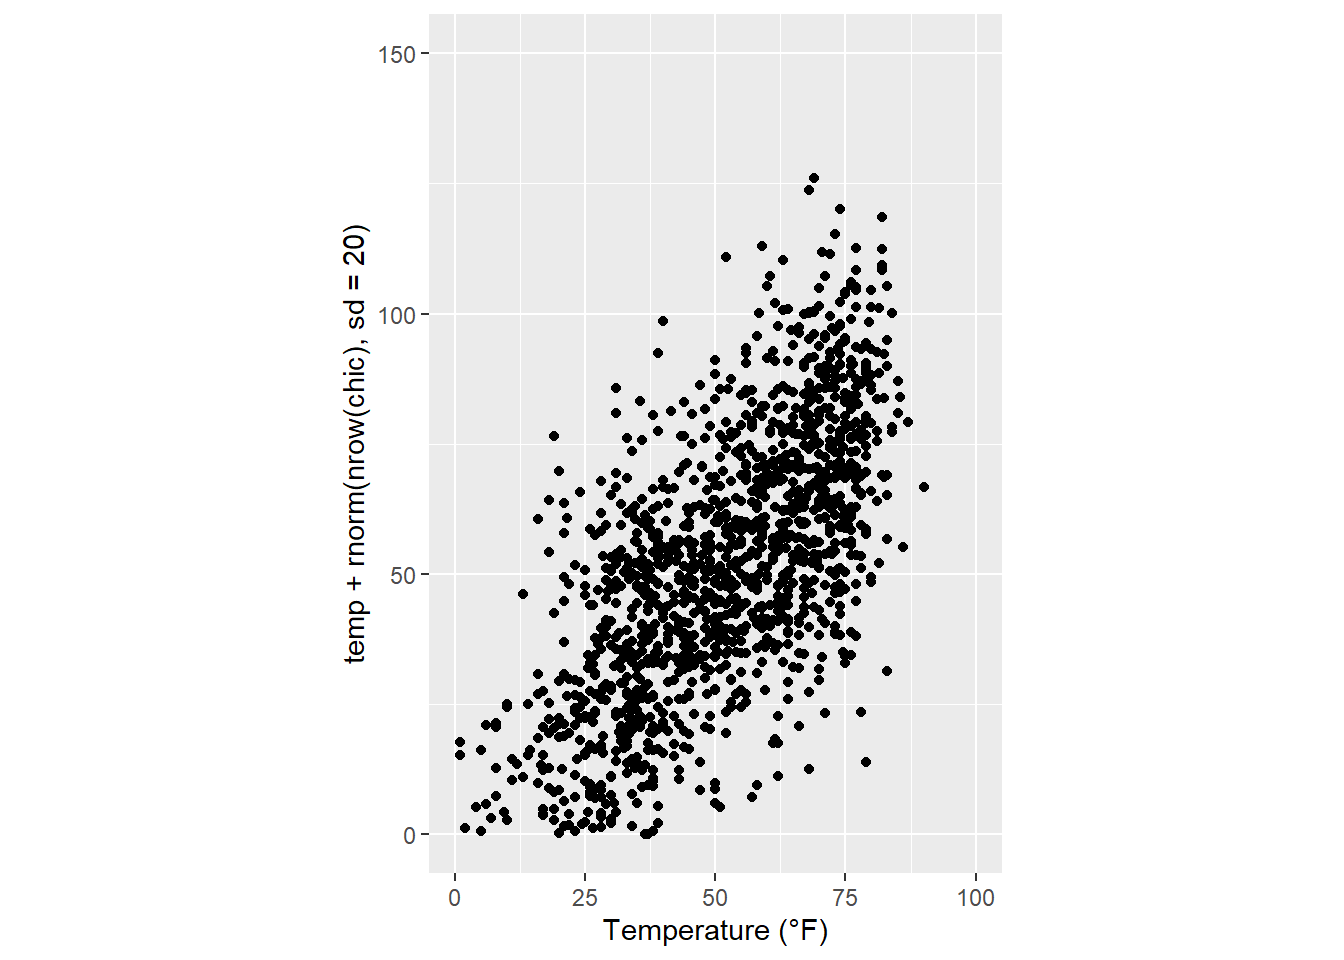 150
100
50
0
temp + rnorm(nrow(chic), sd = 20)
0 25 50 75 100
Temperature (°F)